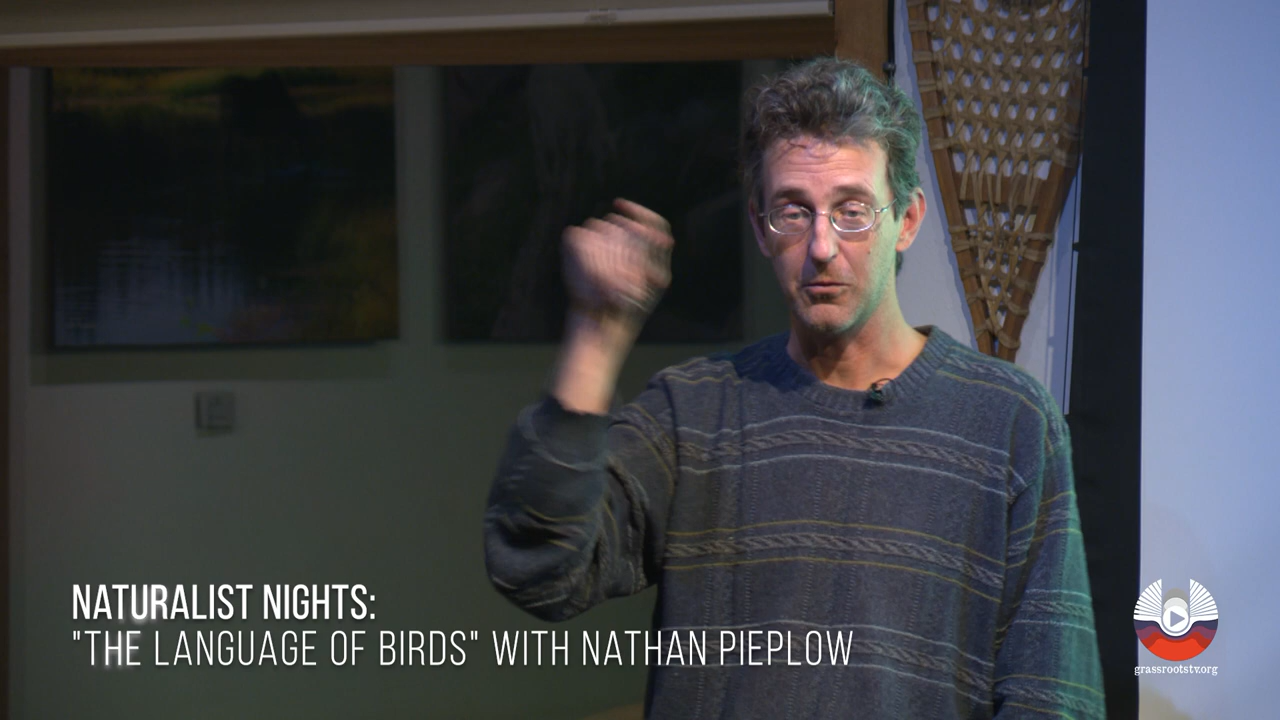 NATURALIST NIGHTS:
"THE LANGUAGE OF BIRDS" WITH NATHAN PIEPLOW
grassrootstv.org